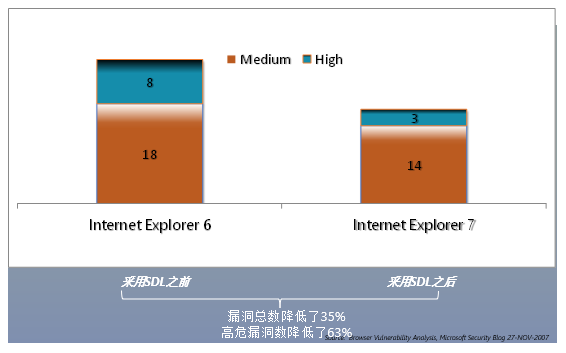 Medium High
8
18
3
14
Internet Explorer 6
Internet Explorer 7
采用SDL之前
采用SDL之后
漏洞总数降低了35%
高危漏洞数降低了63%
Source: Browser Vulnerability Analysis, Microsoft Security Blog 27-NOV-2007